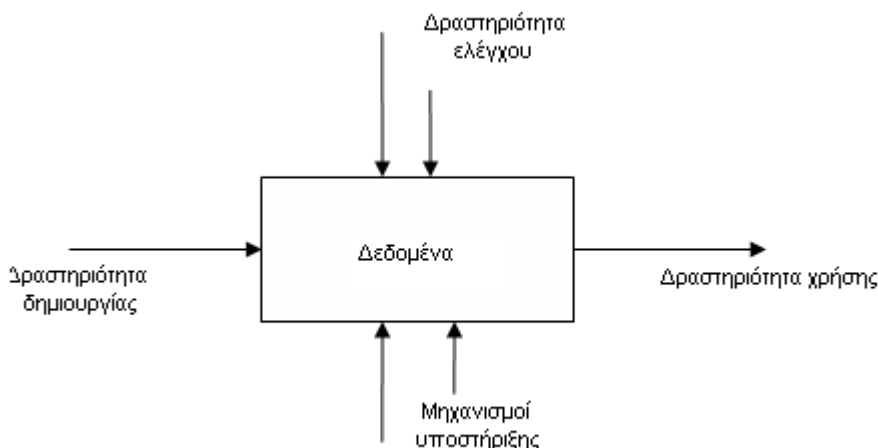 Δραστηριότητα
ελέγχου
Δεδομένα
Δραστηριότητα
δημιουργίας
Δραστηριότητα χρήσης
Μηχανισμοί
υποστήριξης